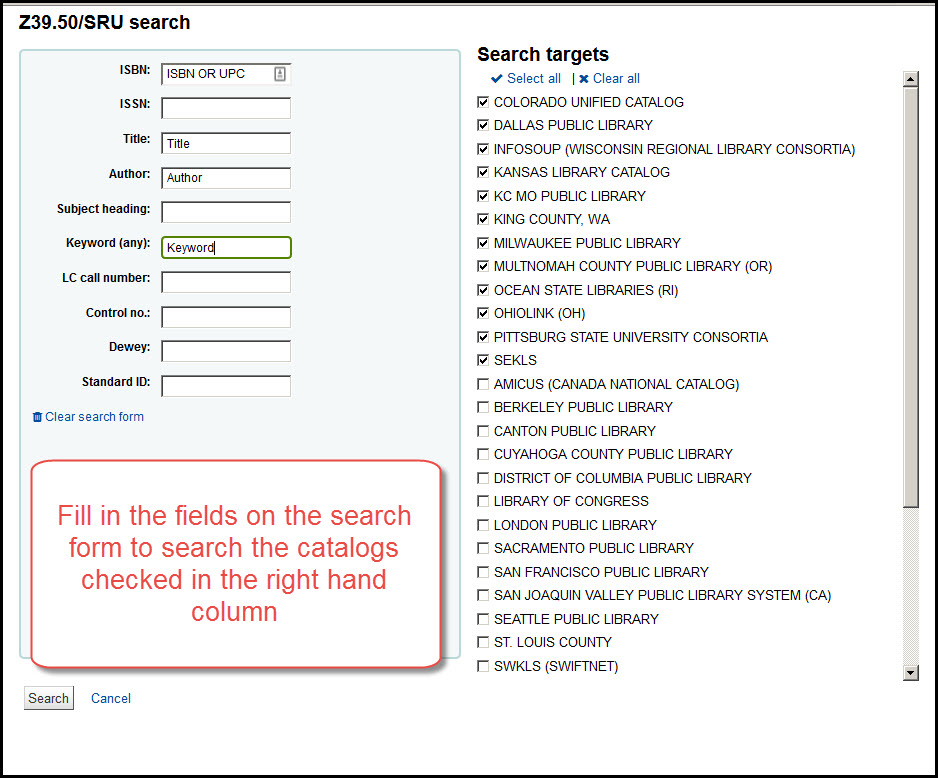 Z39.50/SRU search
ISBN: ISBN OR UPC
ISSN:
Title: Title
Author: Author
Subject heading:
Keyword (any): Keyword
LC call number:
Control no.:
Dewey:
Standard ID:
Clear search form
Fill in the fields on the search
form to search the catalogs
checked in the right hand
column
Search Cancel
Search targets
Select all | Clear all
COLORADO UNIFIED CATALOG
DALLAS PUBLIC LIBRARY
INFOSOUP (WISCONSIN REGIONAL LIBRARY CONSORTIA)
KANSAS LIBRARY CATALOG
KC MO PUBLIC LIBRARY
KING COUNTY, WA
MILWAUKEE PUBLIC LIBRARY
MULTNOMAH COUNTY PUBLIC LIBRARY (OR)
OCEAN STATE LIBRARIES (RI)
OHIOLINK (OH)
PITTSBURG STATE UNIVERSITY CONSORTIA
SEKLS
AMICUS (CANADA NATIONAL CATALOG)
BERKELEY PUBLIC LIBRARY
CANTON PUBLIC LIBRARY
CUYAHOGA COUNTY PUBLIC LIBRARY
DISTRICT OF COLUMBIA PUBLIC LIBRARY
LIBRARY OF CONGRESS
LONDON PUBLIC LIBRARY
SACRAMENTO PUBLIC LIBRARY
SAN FRANCISCO PUBLIC LIBRARY
SAN JOAQUIN VALLEY PUBLIC LIBRARY SYSTEM (CA)
SEATTLE PUBLIC LIBRARY
ST. LOUIS COUNTY
SWKLS (SWIFTNET)